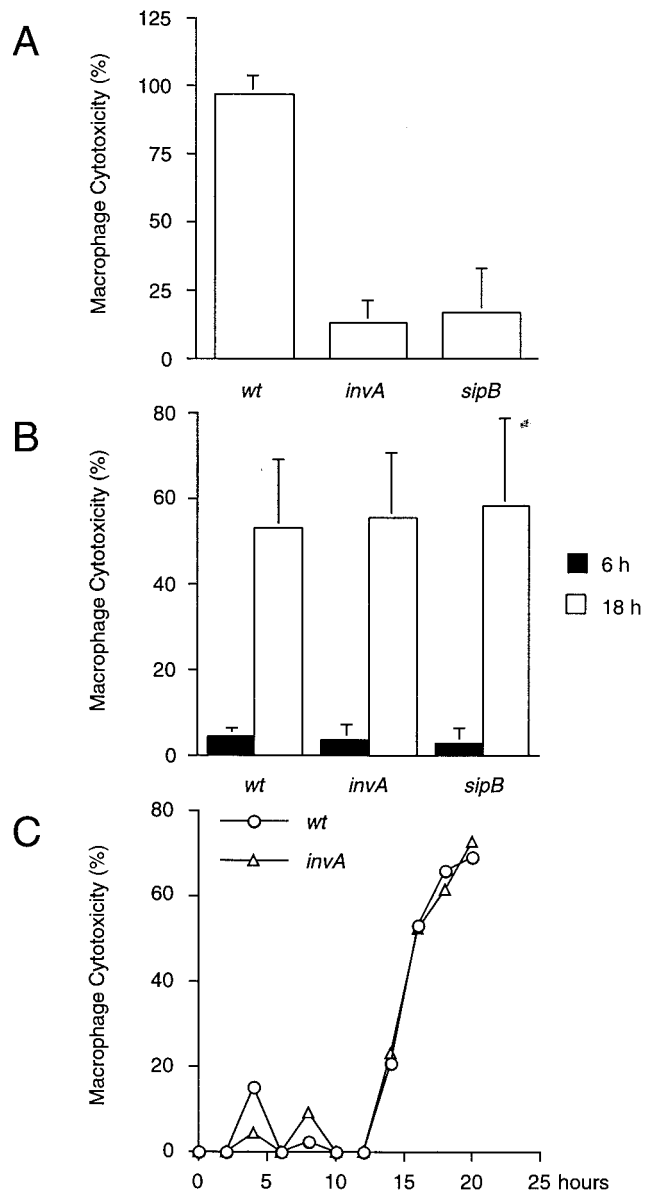 A
Macrophage Cytotoxicity (%)
125
100
75
50
25
0
wt invA sipB
B
Macrophage Cytotoxicity (%)
80
60
40
20
0
wt invA sipB
6 h
18 h
C
Macrophage Cytotoxicity (%)
80
60
40
20
0
wt
invA
0 5 10 15 20 25 hours